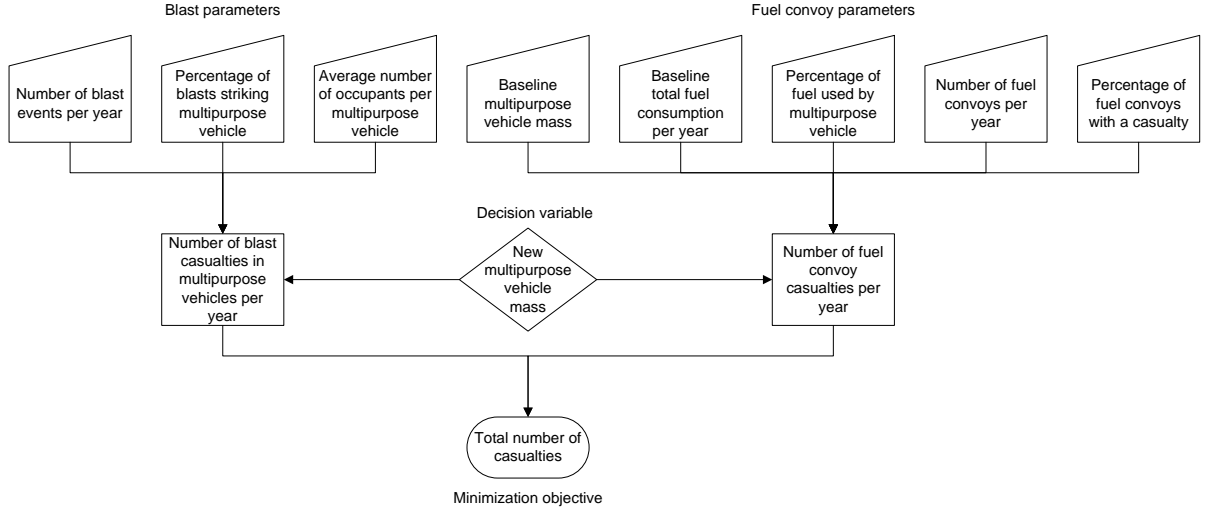 Blast parameters
Fuel convoy parameters
Number of blast
events per year
Percentage of
blasts striking
multipurpose
vehicle
Average number
of occupants per
multipurpose
vehicle
Baseline
multipurpose
vehicle mass
Baseline
total fuel
consumption
per year
Percentage of
fuel used by
multipurpose
vehicle
Number of fuel
convoys per
year
Percentage of
fuel convoys
with a casualty
Decision variable
Number of blast
casualties in
multipurpose
vehicles per
year
New
multipurpose
vehicle
mass
Number of fuel
convoy
casualties per
year
Total number of
casualties
Minimization objective